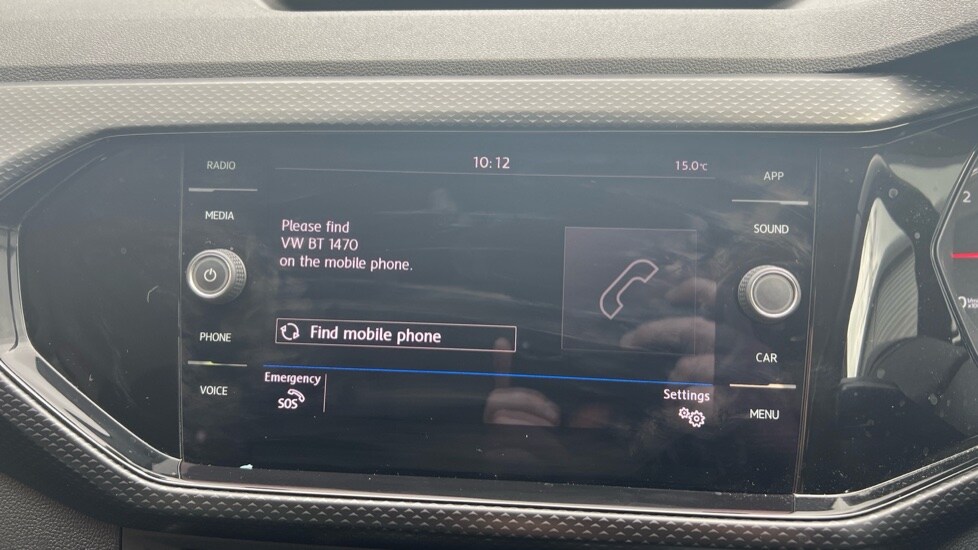 RADIO
10:12
15.0°C
APP
MEDIA
SOUND
Please find
VW BT 1470
on the mobile phone.
PHONE
Find mobile phone
CAR
VOICE
Emergency
SOS
Settings
MENU
2